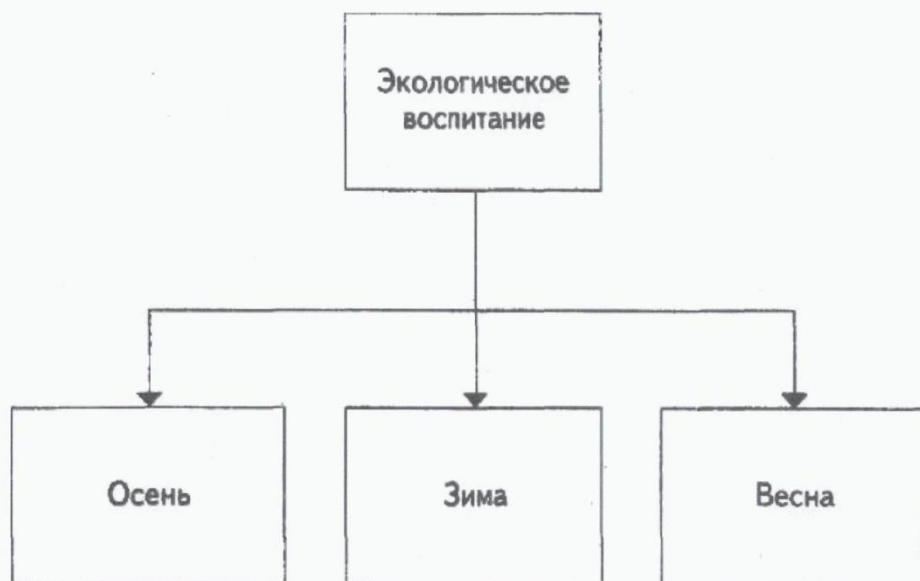 Экологическое
воспитание
Осень
Зима
Весна